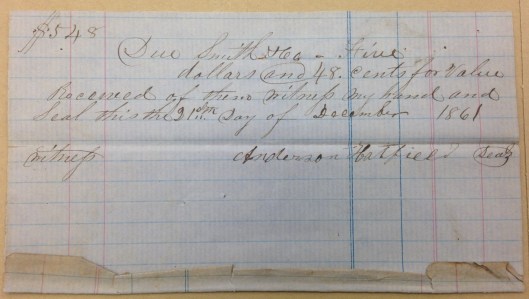 $5.48
Due Smith & Co - Five
dollars and 48. cents for Value
Received of them witness my hand and
Seal this the 21st Day of December 1861
witness Anderson Hatfield Seal